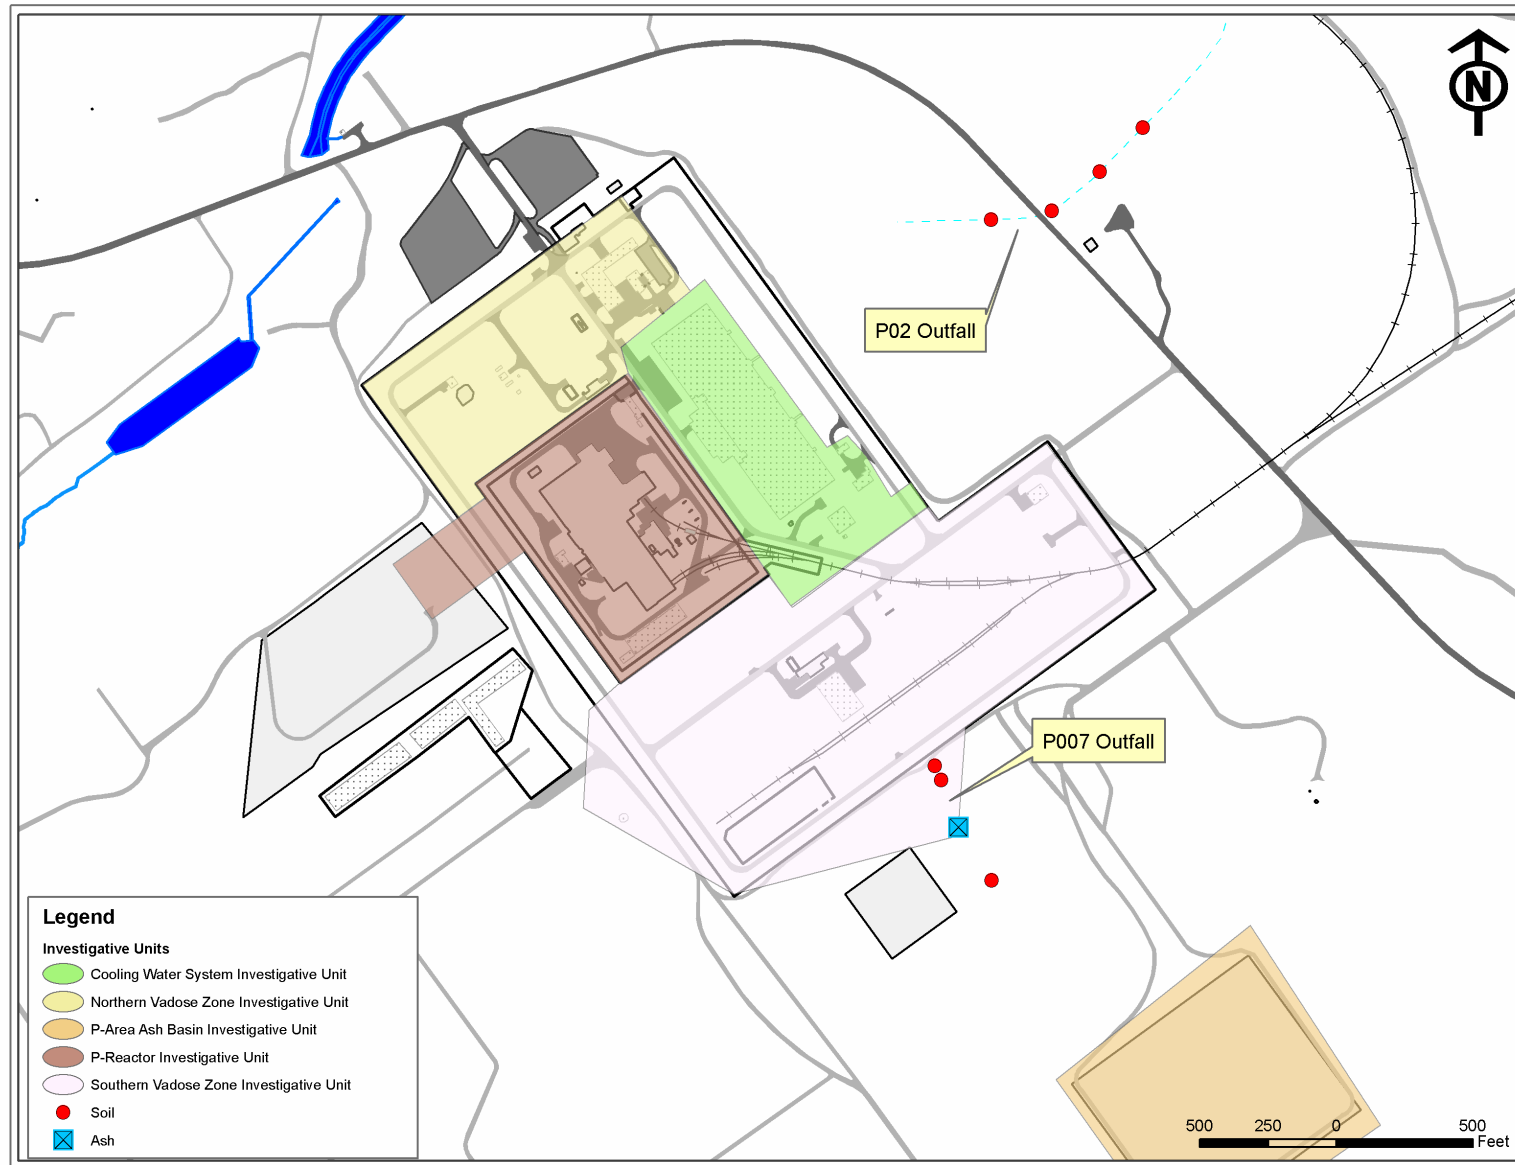 N
P02 Outfall
P007 Outfall
Legend
Investigative Units
Cooling Water System Investigative Unit
Northern Vadose Zone Investigative Unit
P-Area Ash Basin Investigative Unit
P-Reactor Investigative Unit
Southern Vadose Zone Investigative Unit
Soil
Ash
500 250 0 500
Feet